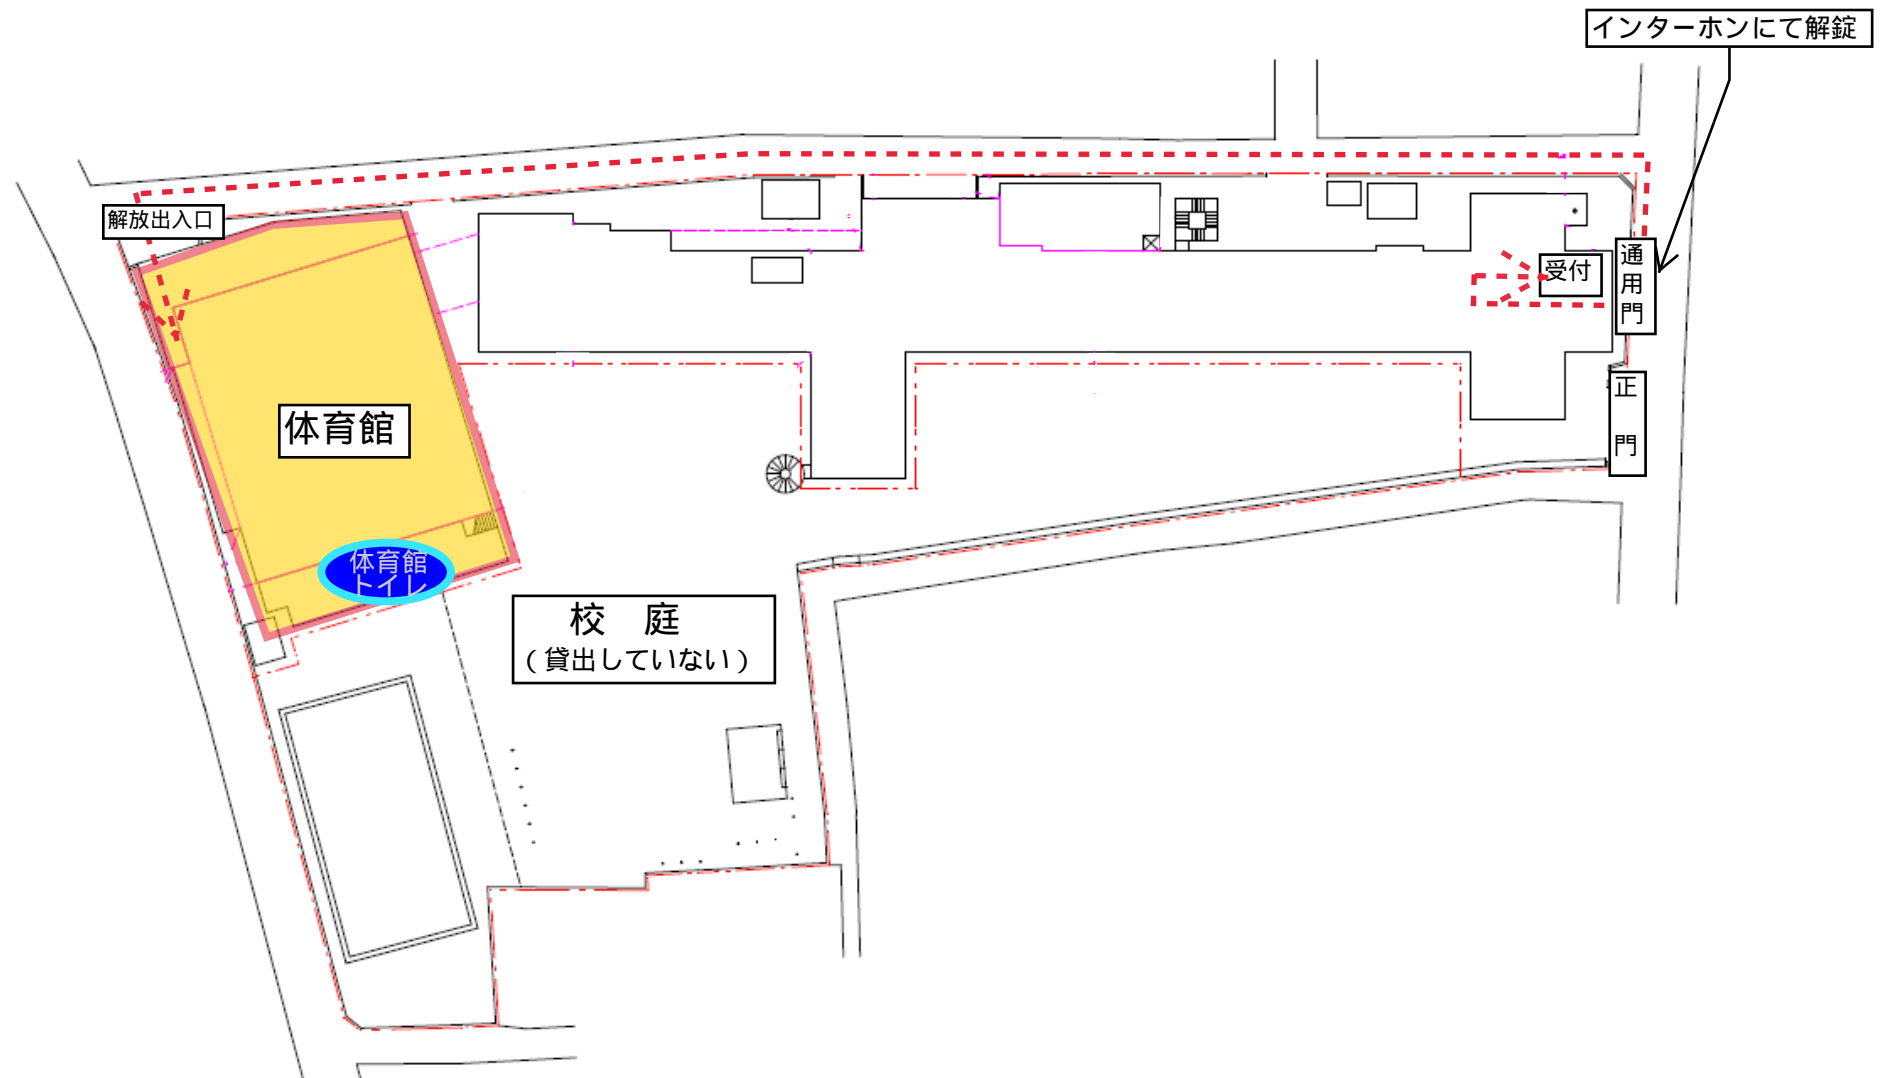 インターホンにて解錠
解放出入口
受付
通用門
正門
体育館
体育館
トイレ
校　庭
（貸出していない）